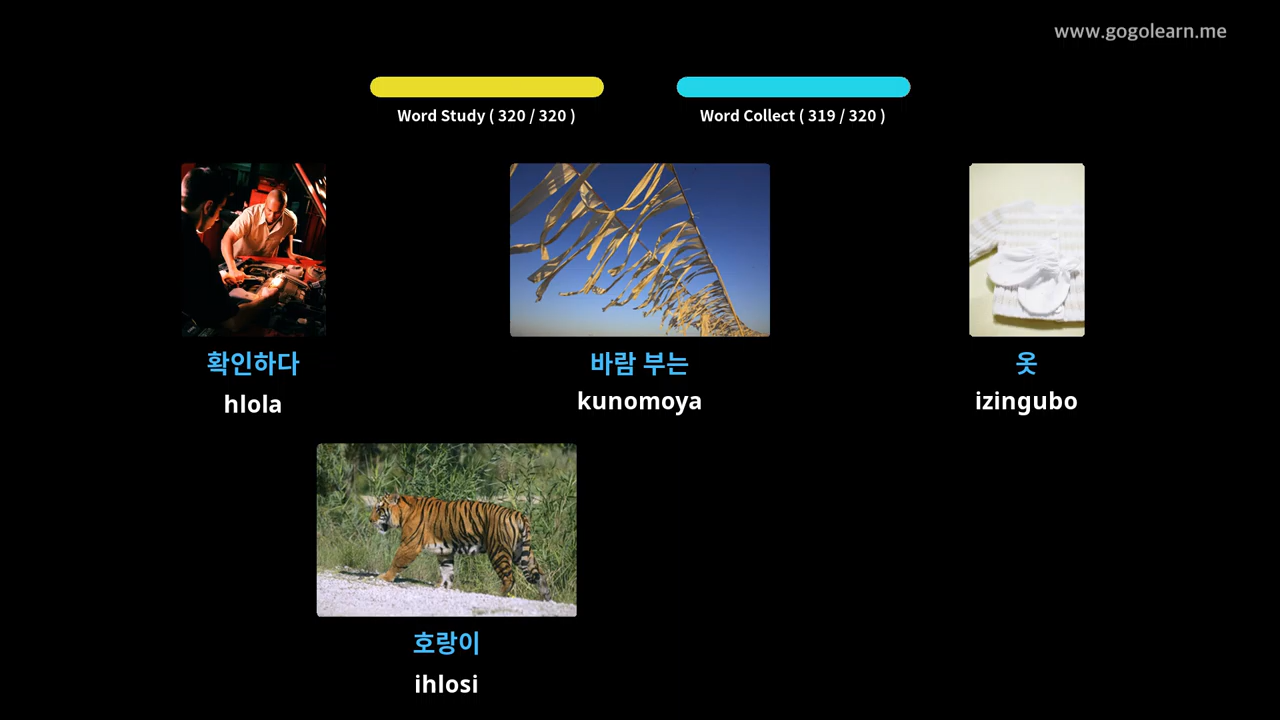 www.gogolearn.me
Word Study ( 320 / 320 )
Word Collect ( 319 / 320 )
확인하다
hlola
바람 부는
kunomoya
옷
izingubo
호랑이
ihlosi